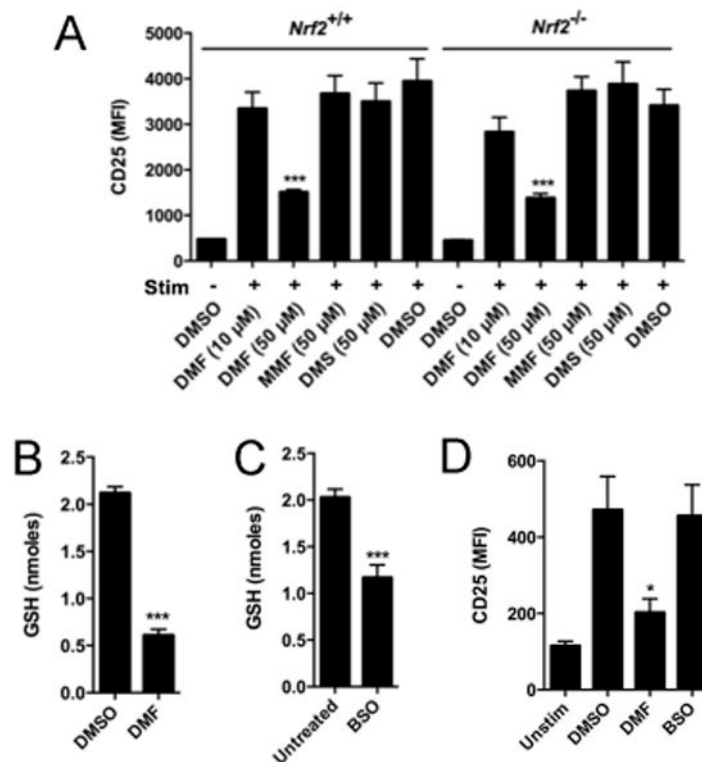 A
Nrf2+/+ Nrf2-/-
5000
4000
3000
2000
1000
0
CD25 (MFI)
*** ***
Stim - + + + + + - + + + + +
DMSO DMF (10 µM) DMF (50 µM) MMF (50 µM) DMS (50 µM) DMSO DMSO DMF (10 µM) DMF (50 µM) MMF (50 µM) DMS (50 µM) DMSO
B
2.5
2.0
1.5
1.0
0.5
0.0
GSH (nmoles)
***
DMSO DMF
C
2.5
2.0
1.5
1.0
0.5
0.0
GSH (nmoles)
***
Untreated BSO
D
600
400
200
0
CD25 (MFI)
*
Unstim DMSO DMF BSO